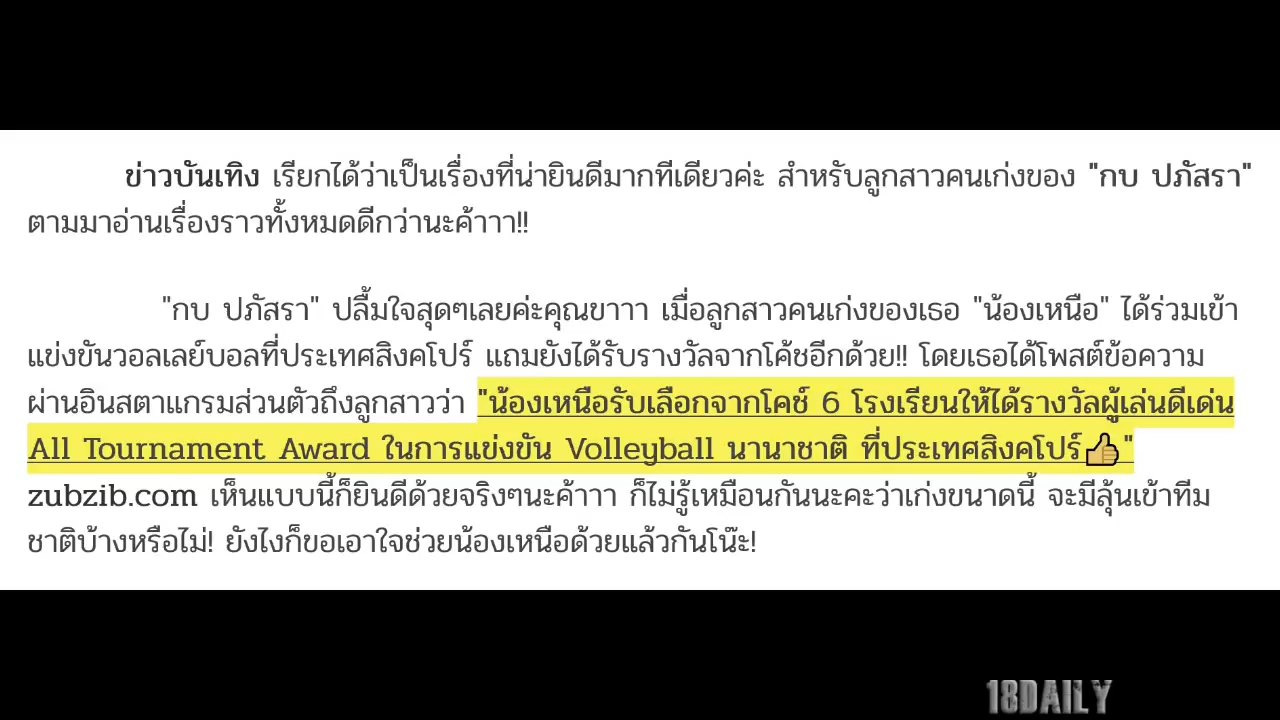 ข่าวบันเทิง เรียกได้ว่าเป็นเรื่องที่น่ายินดีมากทีเดียวค่ะ สำหรับลูกสาวคนเก่งของ "กบ ปภัสรา"
ตามมาอ่านเรื่องราวทั้งหมดดีกว่านะค้าาา!!
"กบ ปภัสรา" ปลื้มใจสุดๆเลยค่ะคุณขาาา เมื่อลูกสาวคนเก่งของเธอ "น้องเหนือ" ได้ร่วมเข้า
แข่งขันวอลเลย์บอลที่ประเทศสิงคโปร์ แถมยังได้รับรางวัลจากโค้ชอีกด้วย!! โดยเธอได้โพสต์ข้อความ
ผ่านอินสตาแกรมส่วนตัวถึงลูกสาวว่า "น้องเหนือรับเลือกจากโคช์ 6 โรงเรียนให้ได้รางวัลผู้เล่นดีเด่น
All Tournament Award ในการแข่งขัน Volleyball นานาชาติ ที่ประเทศสิงคโปร์👍"
zubzib.com เห็นแบบนี้ก็ยินดีด้วยจริงๆนะค้าาา ก็ไม่รู้เหมือนกันนะคะว่าเก่งขนาดนี้ จะมีลุ้นเข้าทีม
ชาติบ้างหรือไม่! ยังไงก็ขอเอาใจช่วยน้องเหนือด้วยแล้วกันโน๊ะ!
18DAILY